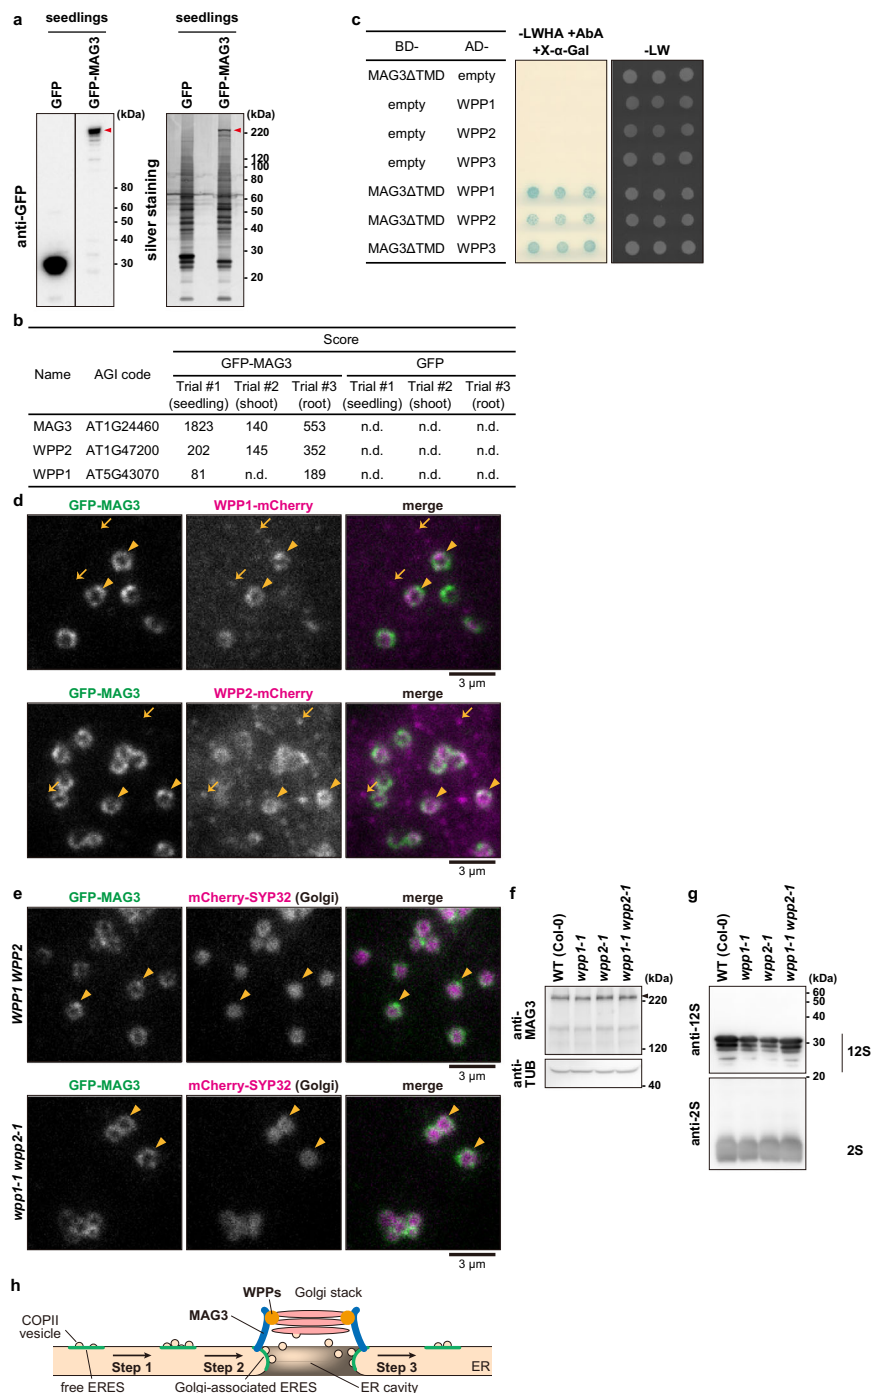 a
seedlings
seedlings
GFP
GFP-MAG3
GFP
GFP-MAG3
(kDa)
(kDa)
anti-GFP
80
60
50
40
30
silver staining
220
120
100
80
60
50
40
30
20
c
BD-
AD-
-LWHA +AbA
+X-α-Gal
-LW
MAG3ΔTMD empty
empty WPP1
empty WPP2
empty WPP3
MAG3ΔTMD WPP1
MAG3ΔTMD WPP2
MAG3ΔTMD WPP3
b
Score
Name AGI code GFP-MAG3 GFP
Trial #1 Trial #2 Trial #3 Trial #1 Trial #2 Trial #3
(seedling) (shoot) (root) (seedling) (shoot) (root)
MAG3 AT1G24460 1823 140 553 n.d. n.d. n.d.
WPP2 AT1G47200 202 145 352 n.d. n.d. n.d.
WPP1 AT5G43070 81 n.d. 189 n.d. n.d. n.d.
d
GFP-MAG3 WPP1-mCherry merge
3 µm
GFP-MAG3 WPP2-mCherry merge
3 µm
e
GFP-MAG3 mCherry-SYP32 (Golgi) merge
WPP1 WPP2
3 µm
GFP-MAG3 mCherry-SYP32 (Golgi) merge
wpp1-1 wpp2-1
3 µm
f
WT (Col-0)
wpp1-1
wpp2-1
wpp1-1 wpp2-1
(kDa)
anti-
MAG3
220
120
anti-
TUB
40
g
WT (Col-0)
wpp1-1
wpp2-1
wpp1-1 wpp2-1
(kDa)
anti-12S
60
50
40
30
20
12S
anti-2S
2S
h
WPPs Golgi stack
MAG3
COPII
vesicle
Step 1 Step 2 Step 3 ER
free ERES Golgi-associated ERES ER cavity